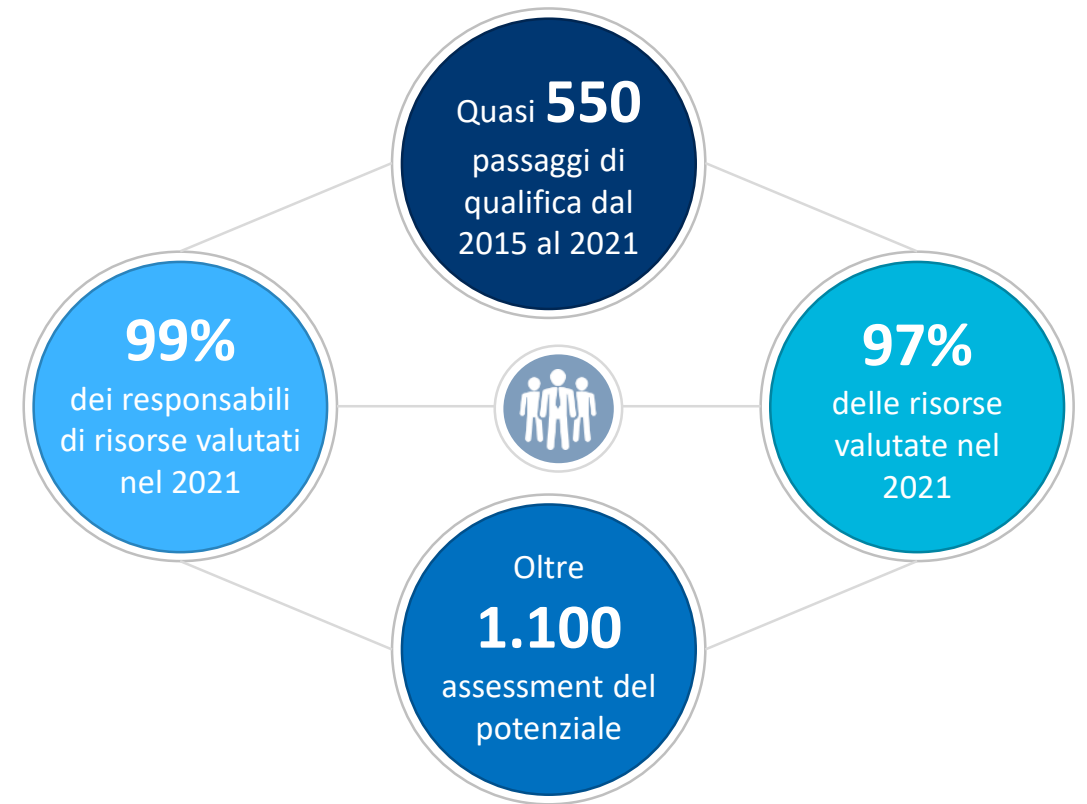 Quasi 550
passaggi di
qualifica dal
2015 al 2021
99%
dei responsabili
di risorse valutati
nel 2021
97%
delle risorse
valutate nel
2021
Oltre
1.100
assessment del
potenziale